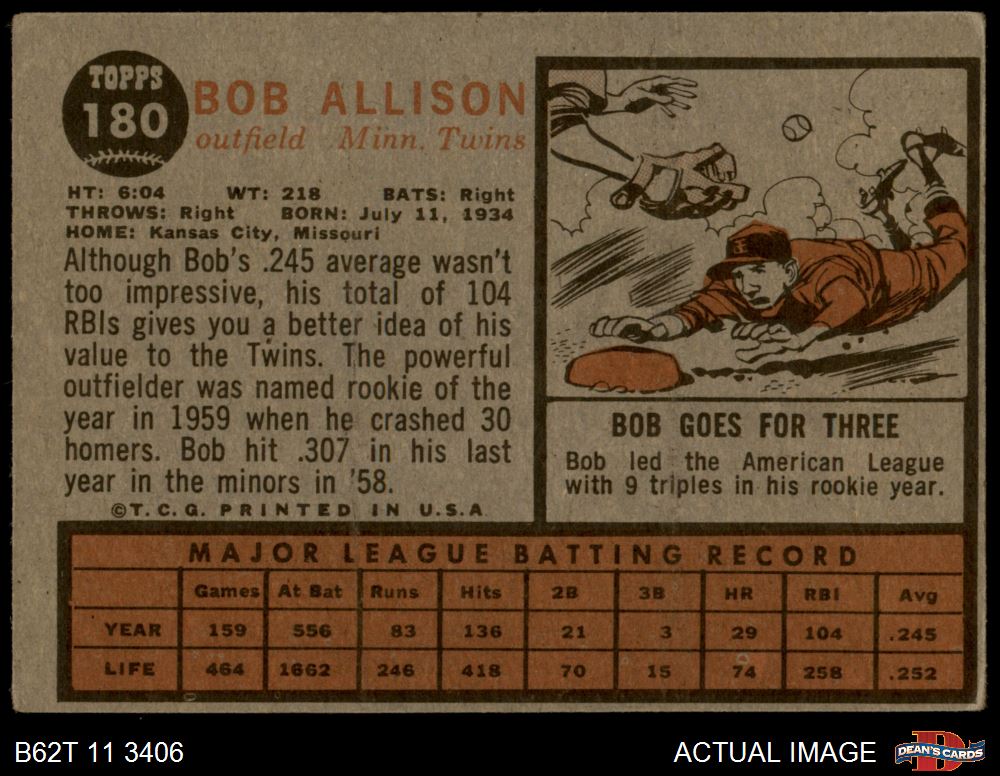 TOPPS
180
BOB ALLISON
outfield Minn. Twins
HT: 6:04 WT: 218 BATS: Right
THROWS: Right BORN: July 11, 1934
HOME: Kansas City, Missouri
Although Bob's .245 average wasn't
too impressive, his total of 104
RBIs gives you a better idea of his
value to the Twins. The powerful
outfielder was named rookie of the
year in 1959 when he crashed 30
homers. Bob hit .307 in his last
year in the minors in '58.
©T.C.G. PRINTED IN U.S.A
BOB GOES FOR THREE
Bob led the American League
with 9 triples in his rookie year.
MAJOR LEAGUE BATTING RECORD
Games At Bat Runs Hits 2B 3B HR RBI Avg
YEAR 159 556 83 136 21 3 29 104 .245
LIFE 464 1662 246 418 70 15 74 258 .252
B62T 11 3406
ACTUAL IMAGE
D
DEAN'S CARDS